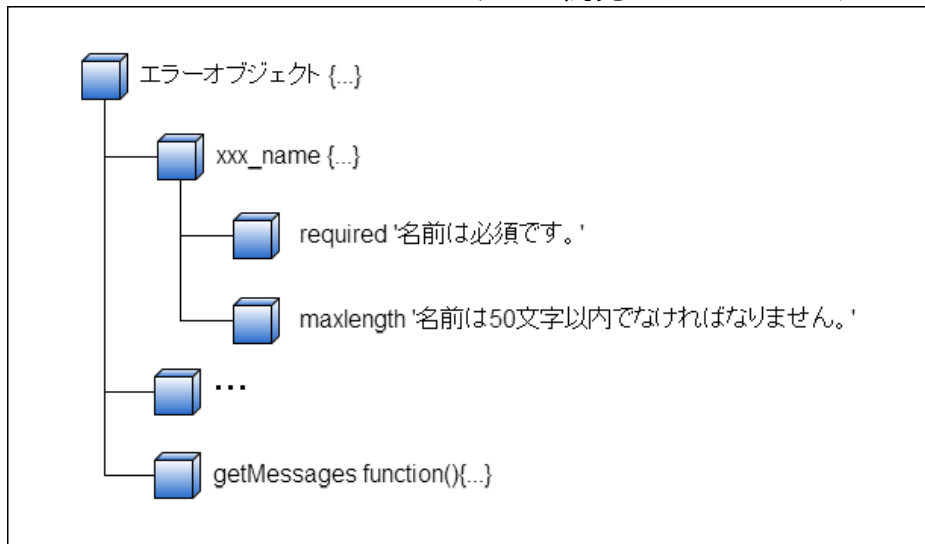 エラーオブジェクト {...}
xxx_name {...}
required '名前は必須です。'
maxlength '名前は50文字以内でなければなりません。'
...
getMessages function(){...}